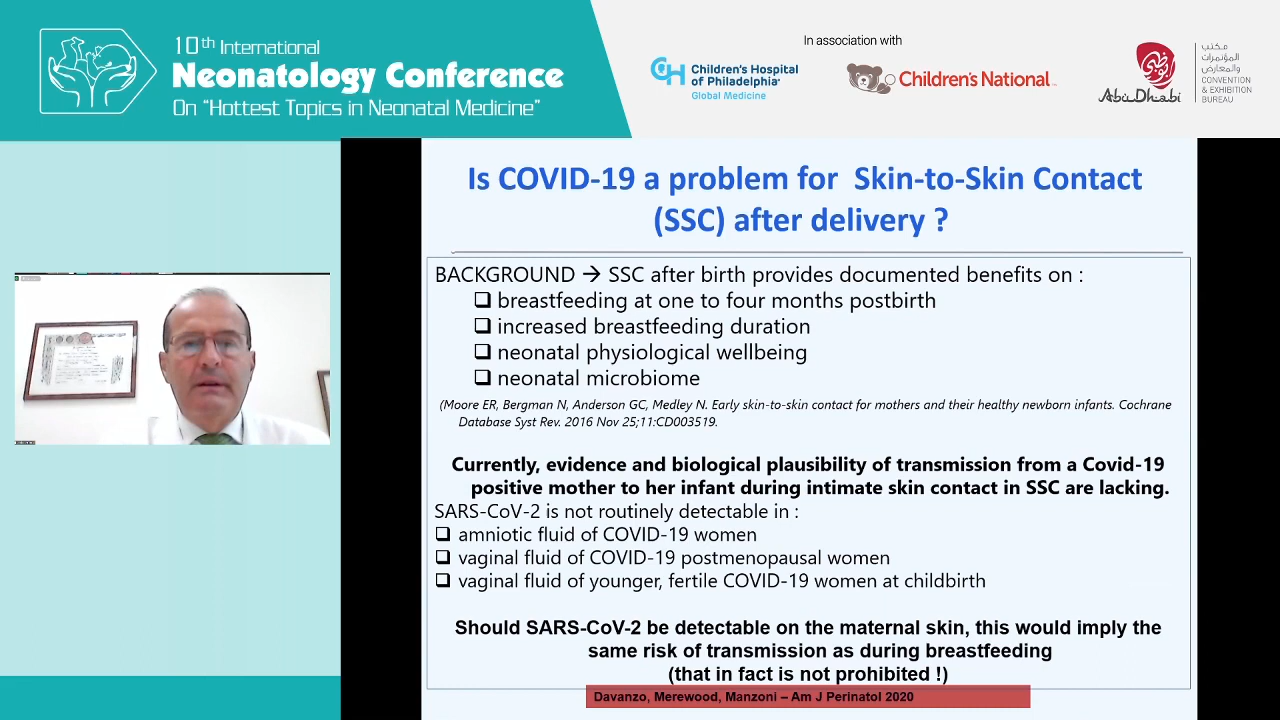 10th International
Neonatology Conference
On “Hottest Topics in Neonatal Medicine”
In association with
Children's Hospital
of Philadelphia
Global Medicine
Children's National
Abu Dhabi
مكتب
المؤتمرات
والمعارض
CONVENTION
& EXHIBITION
BUREAU
Is COVID-19 a problem for Skin-to-Skin Contact
(SSC) after delivery ?
BACKGROUND → SSC after birth provides documented benefits on :
❑ breastfeeding at one to four months postbirth
❑ increased breastfeeding duration
❑ neonatal physiological wellbeing
❑ neonatal microbiome
(Moore ER, Bergman N, Anderson GC, Medley N. Early skin-to-skin contact for mothers and their healthy newborn infants. Cochrane
Database Syst Rev. 2016 Nov 25;11:CD003519.
Currently, evidence and biological plausibility of transmission from a Covid-19
positive mother to her infant during intimate skin contact in SSC are lacking.
SARS-CoV-2 is not routinely detectable in :
❑ amniotic fluid of COVID-19 women
❑ vaginal fluid of COVID-19 postmenopausal women
❑ vaginal fluid of younger, fertile COVID-19 women at childbirth
Should SARS-CoV-2 be detectable on the maternal skin, this would imply the
same risk of transmission as during breastfeeding
(that in fact is not prohibited !)
Davanzo, Merewood, Manzoni – Am J Perinatol 2020